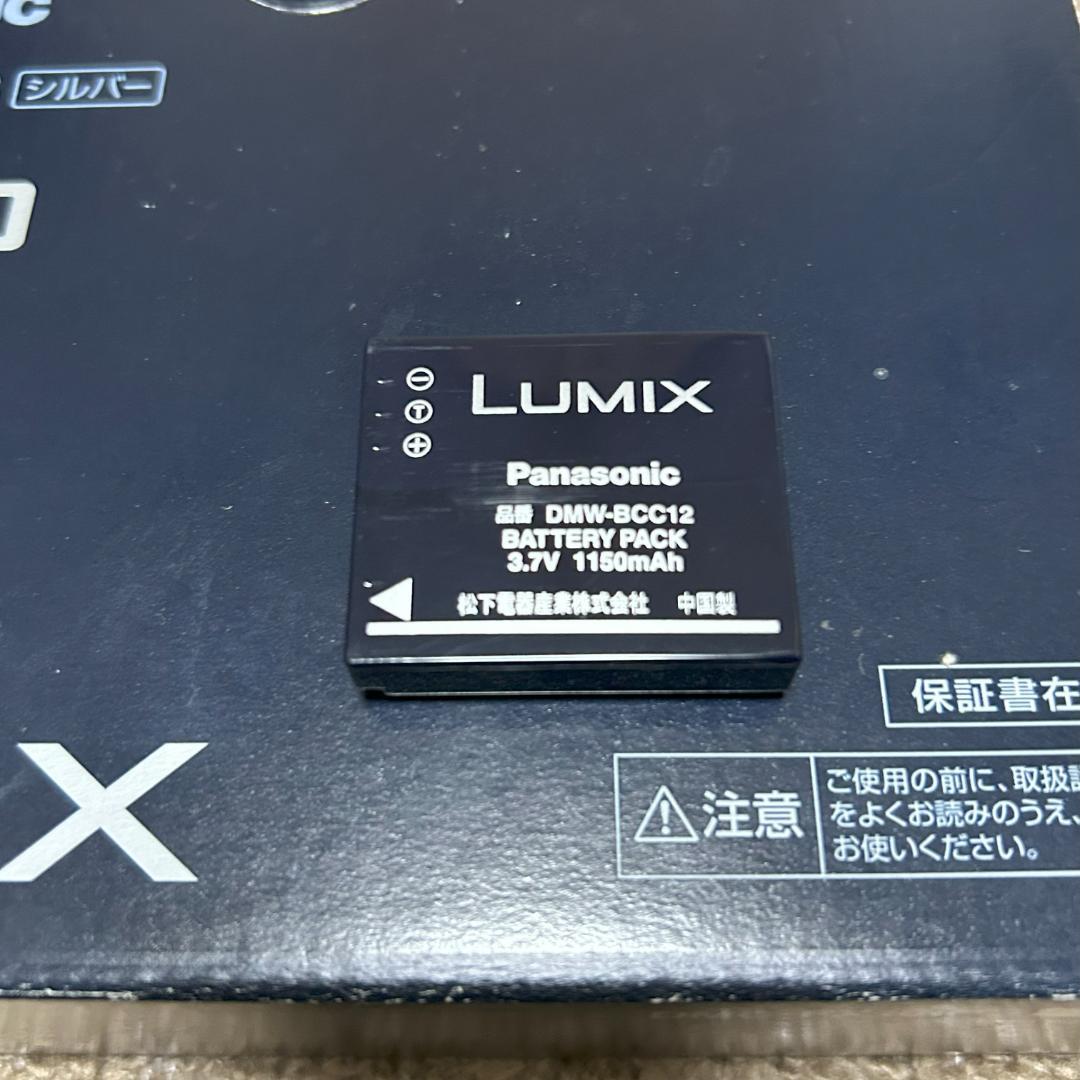 シルバー
LUMIX
Panasonic
品番 DMW-BCC12
BATTERY PACK
3.7V 1150mAh
松下電器産業株式会社 中国製
T
X
保証書在
注意
ご使用の前に、取扱説
をよくお読みのうえ、
お使いください。